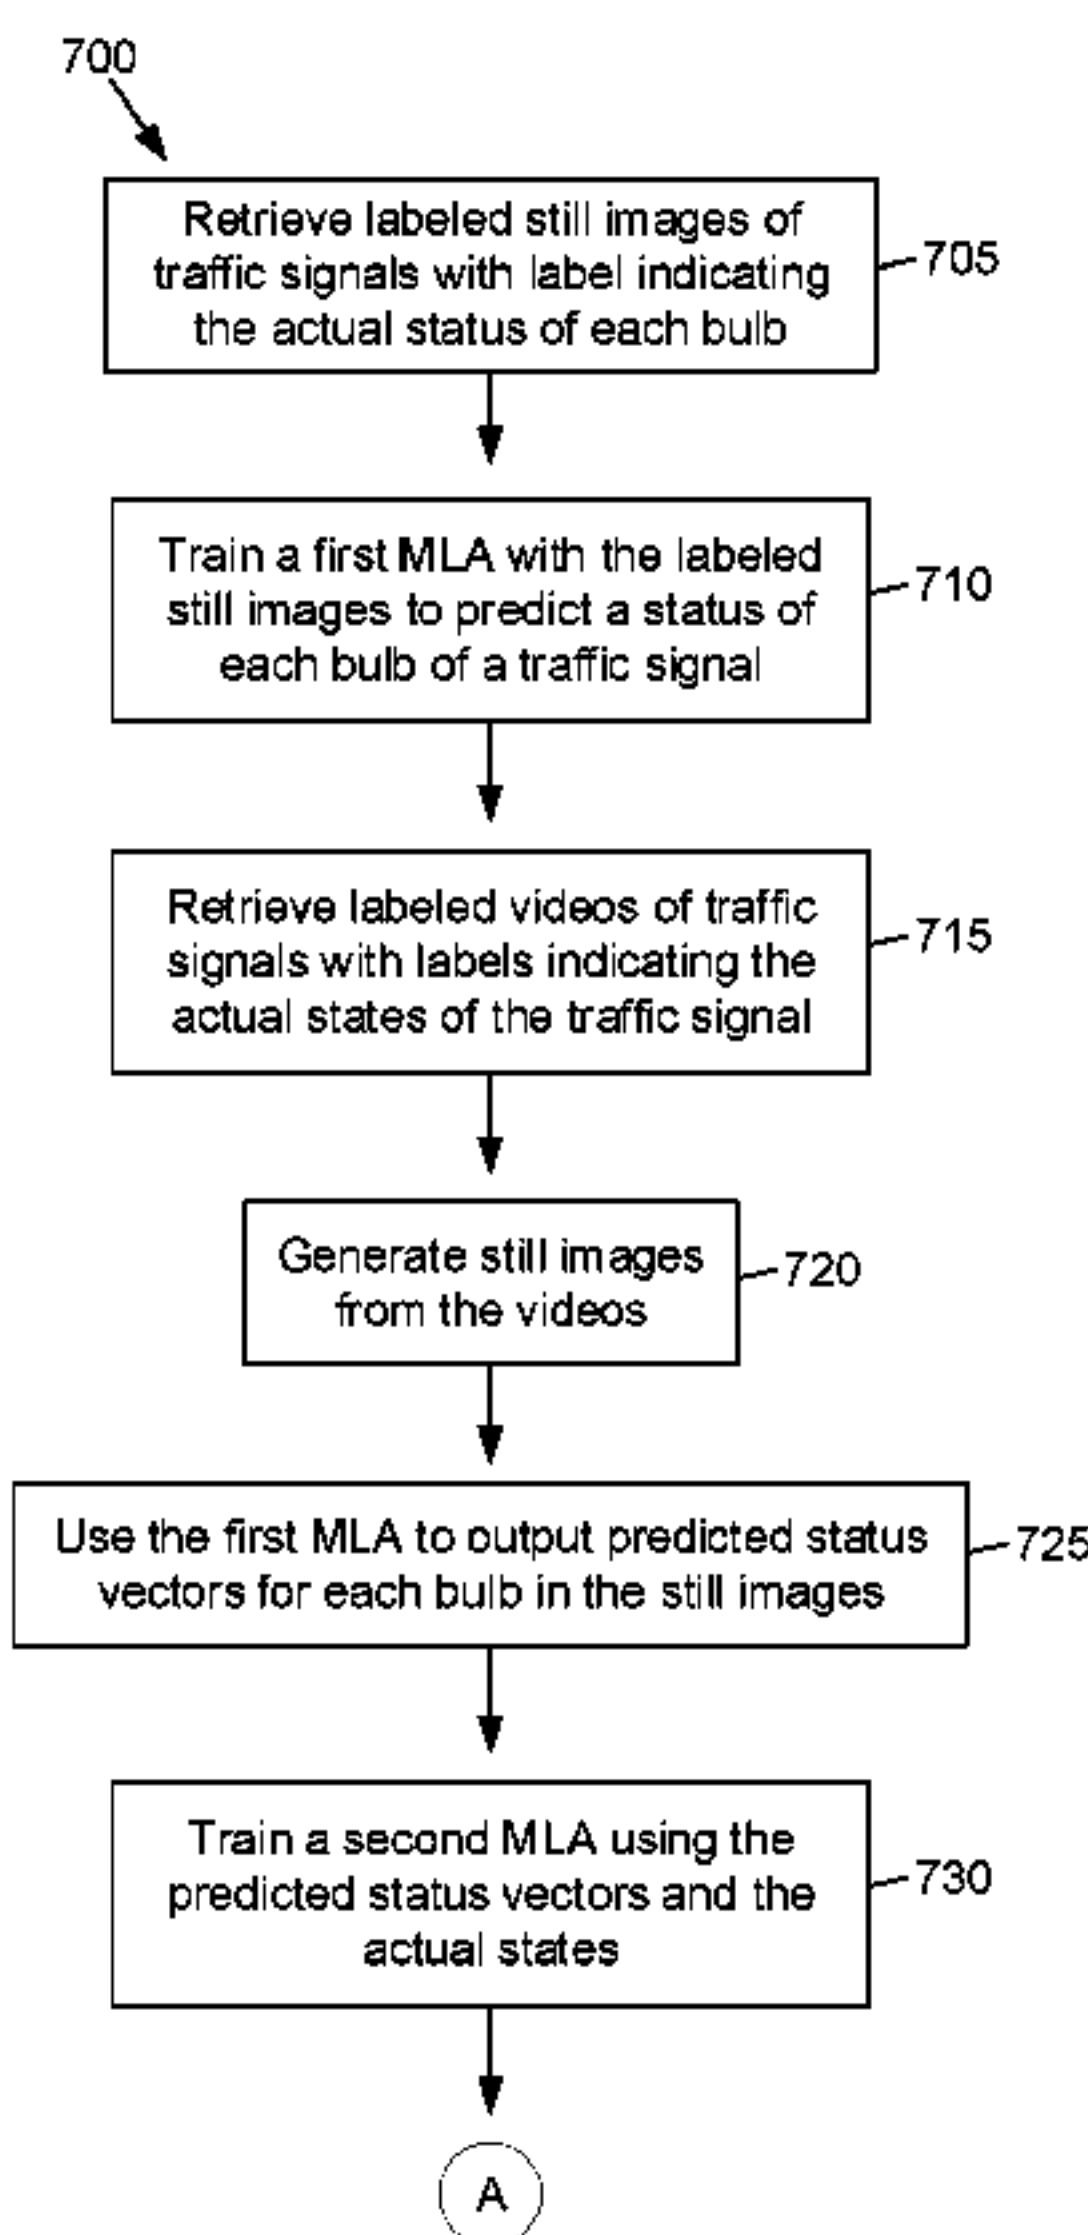 700
Retrieve labeled still images of
traffic signals with label indicating
the actual status of each bulb
705
Train a first MLA with the labeled
still images to predict a status of
each bulb of a traffic signal
710
Retrieve labeled videos of traffic
signals with labels indicating the
actual states of the traffic signal
715
Generate still images
from the videos
720
Use the first MLA to output predicted status
vectors for each bulb in the still images
725
Train a second MLA using the
predicted status vectors and the
actual states
730
A